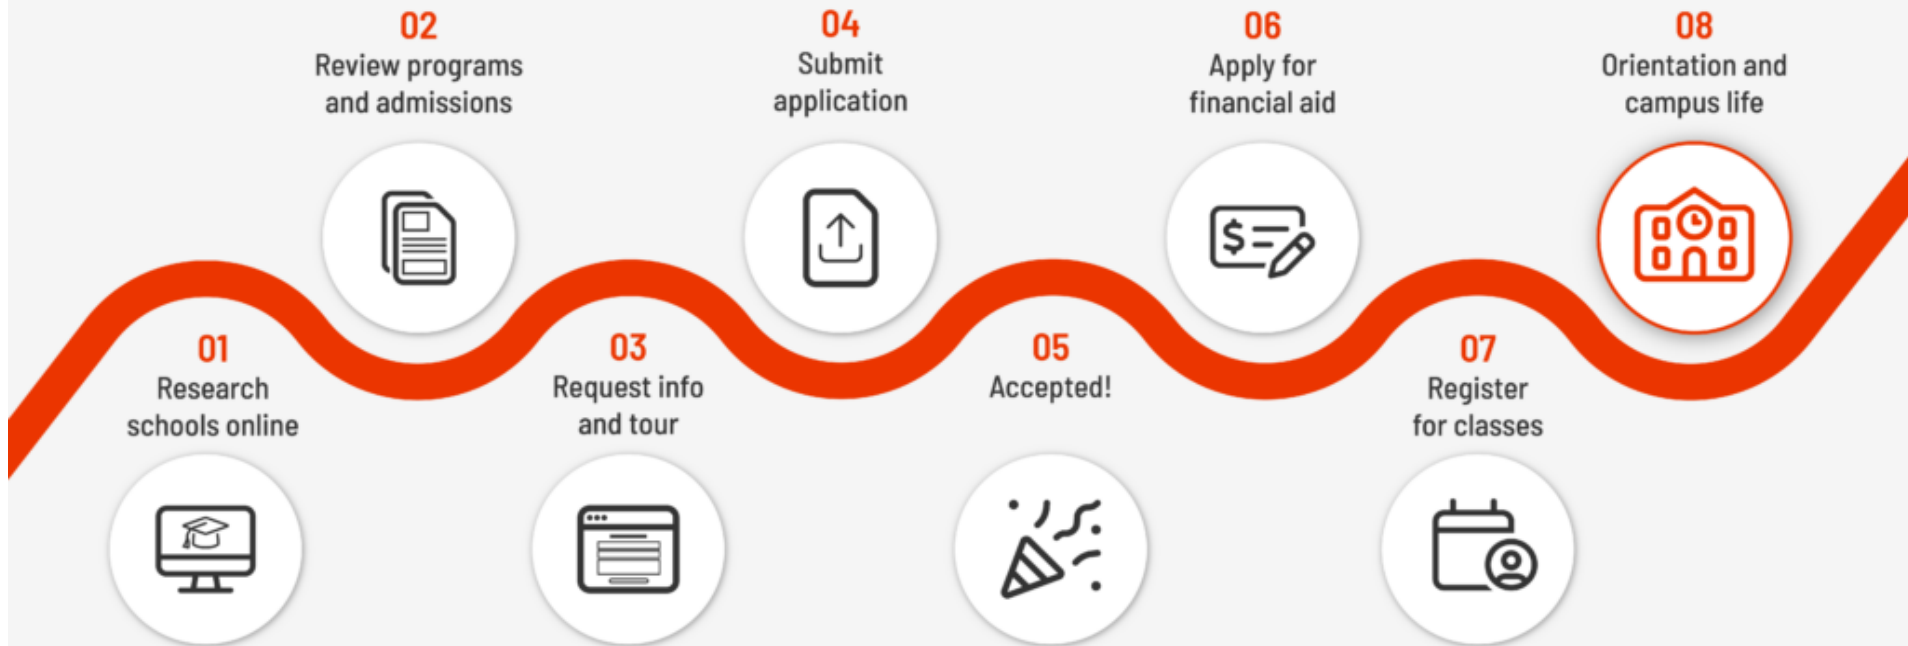 01
Research
schools online
02
Review programs
and admissions
03
Request info
and tour
04
Submit
application
05
Accepted!
06
Apply for
financial aid
$
07
Register
for classes
08
Orientation and
campus life